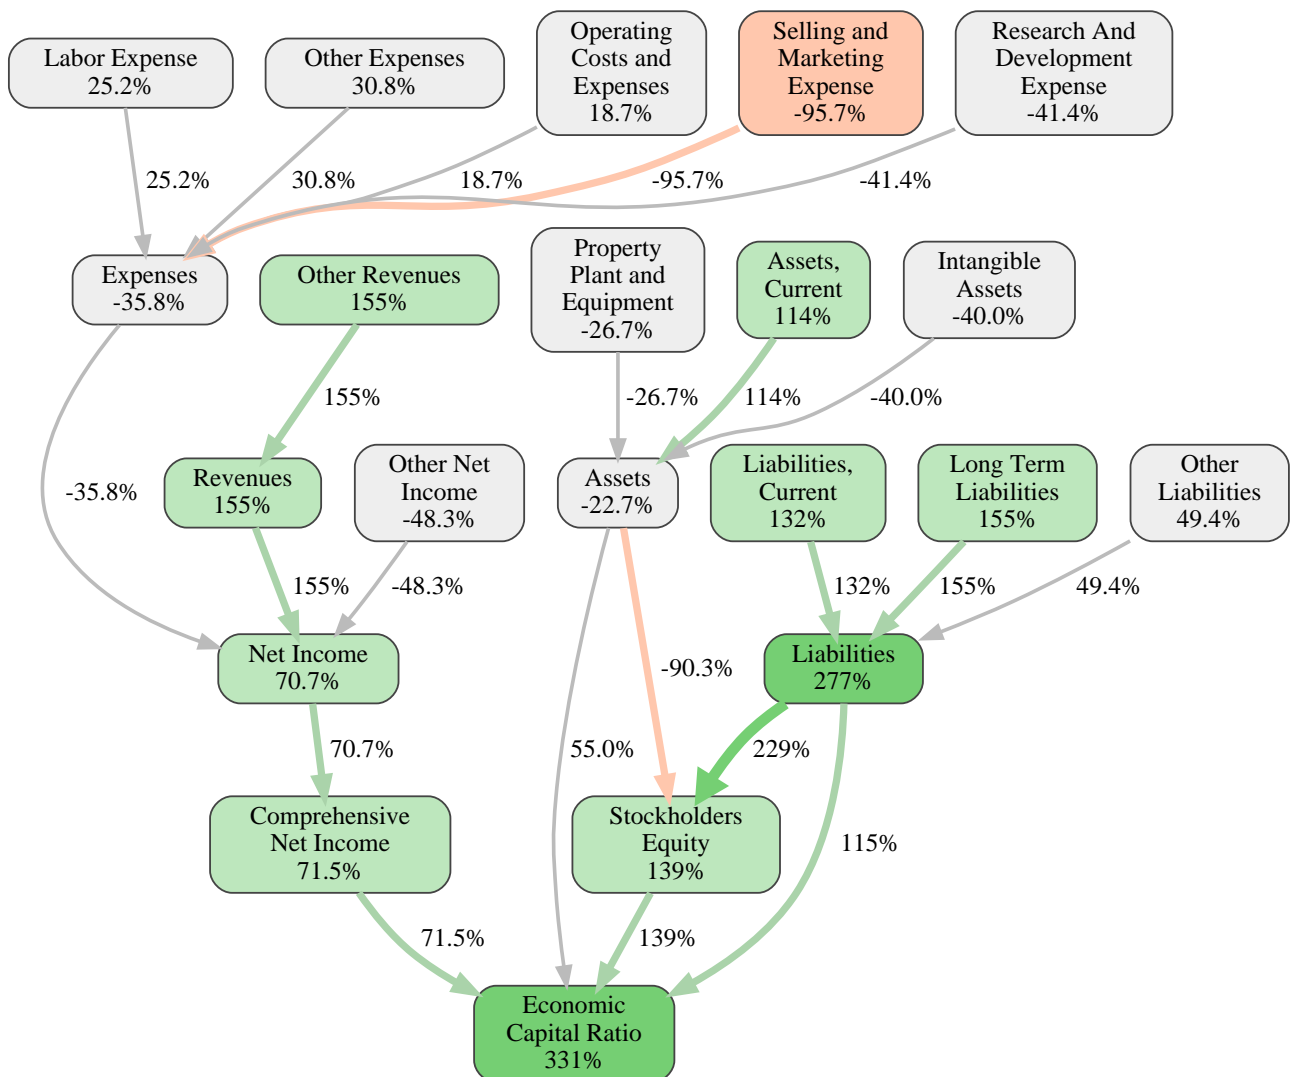 Labor Expense
25.2%
Other Expenses
30.8%
Operating
Costs and
Expenses
18.7%
Selling and
Marketing
Expense
-95.7%
Research And
Development
Expense
-41.4%
25.2%
30.8%
18.7%
-95.7%
-41.4%
Expenses
-35.8%
Other Revenues
155%
Property
Plant and
Equipment
-26.7%
Assets,
Current
114%
Intangible
Assets
-40.0%
155%
-26.7%
114%
-40.0%
-35.8%
Revenues
155%
Other Net
Income
-48.3%
Assets
-22.7%
Liabilities,
Current
132%
Long Term
Liabilities
155%
Other
Liabilities
49.4%
155%
-48.3%
132%
155%
49.4%
Net Income
70.7%
-90.3%
Liabilities
277%
70.7%
55.0%
229%
Comprehensive
Net Income
71.5%
Stockholders
Equity
139%
115%
71.5%
139%
Economic
Capital Ratio
331%